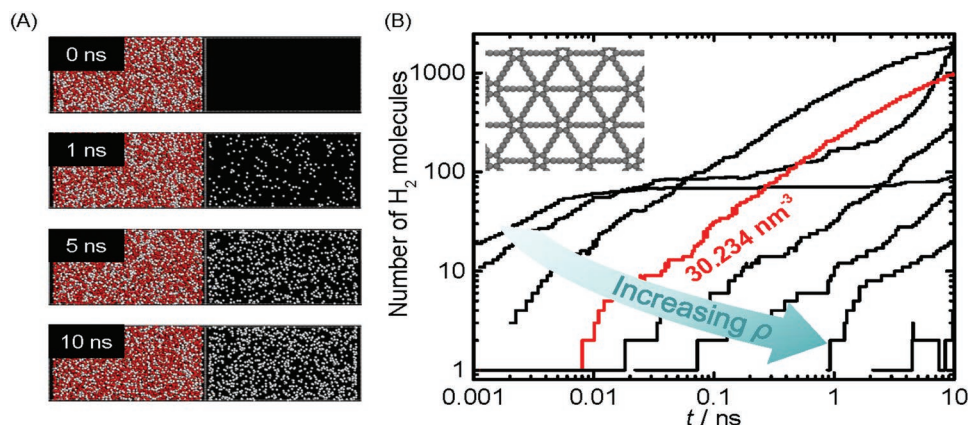 (A)
0 ns
1 ns
5 ns
10 ns
(B)
Number of H₂ molecules
1000
100
10
1
30.234 nm⁻³
Increasing ρ
0.001
0.01
0.1
1
10
t / ns